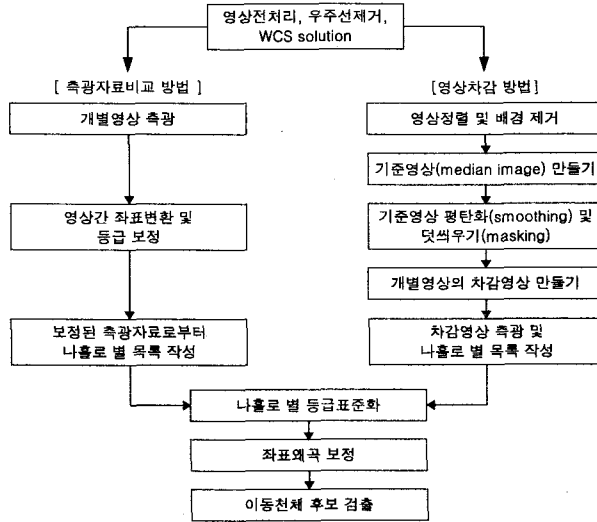 영상전처리, 우주선제거,
WCS solution
[ 측광자료비교 방법 ]
개별영상 측광
영상간 좌표변환 및
등급 보정
보정된 측광자료로부터
나홀로 별 목록 작성
[영상차감 방법]
영상정렬 및 배경 제거
기준영상(median image) 만들기
기준영상 평탄화(smoothing) 및
덧씌우기(masking)
개별영상의 차감영상 만들기
차감영상 측광 및
나홀로 별 목록 작성
나홀로 별 등급표준화
좌표왜곡 보정
이동천체 후보 검출